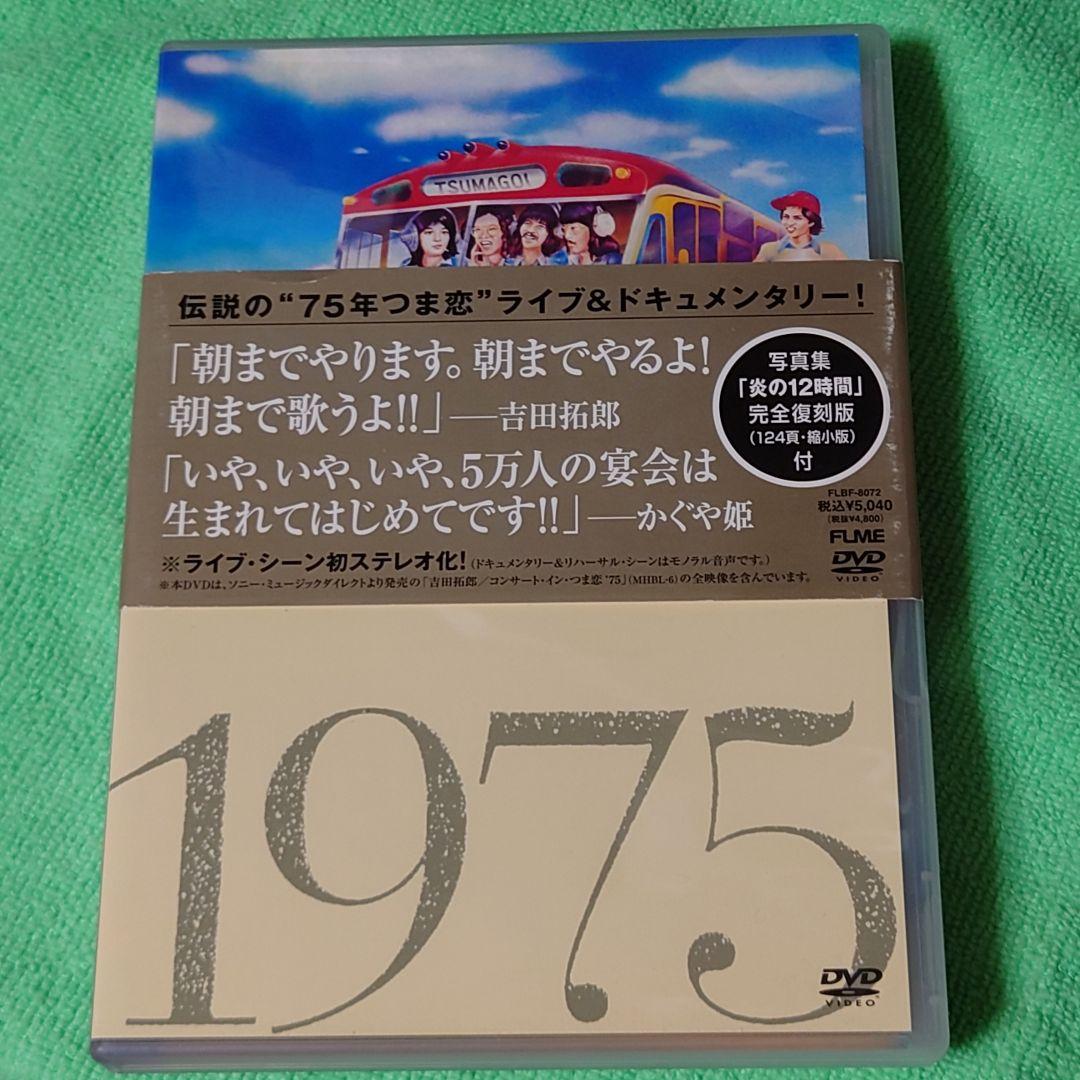 TSUMAGOI
伝説の“75年つま恋”ライブ&ドキュメンタリー!
「朝までやります。朝までやるよ!
朝まで歌うよ!!」—吉田拓郎
「いや、いや、いや、5万人の宴会は
生まれてはじめてです!!」—かぐや姫
写真集
「炎の12時間」
完全復刻版
(124頁・縮小版)
付
FLBF-8072
税込¥5,040
(税抜¥4,800)
FLME
DVD
VIDEO
※ライブ・シーン初ステレオ化!(ドキュメンタリー&リハーサル・シーンはモノラル音声です。)
※本DVDは、ソニー・ミュージックダイレクトより発売の「吉田拓郎/コンサート・イン・つま恋'75」(MHBL-6)の全映像を含んでいます。
1975
DVD
VIDEO